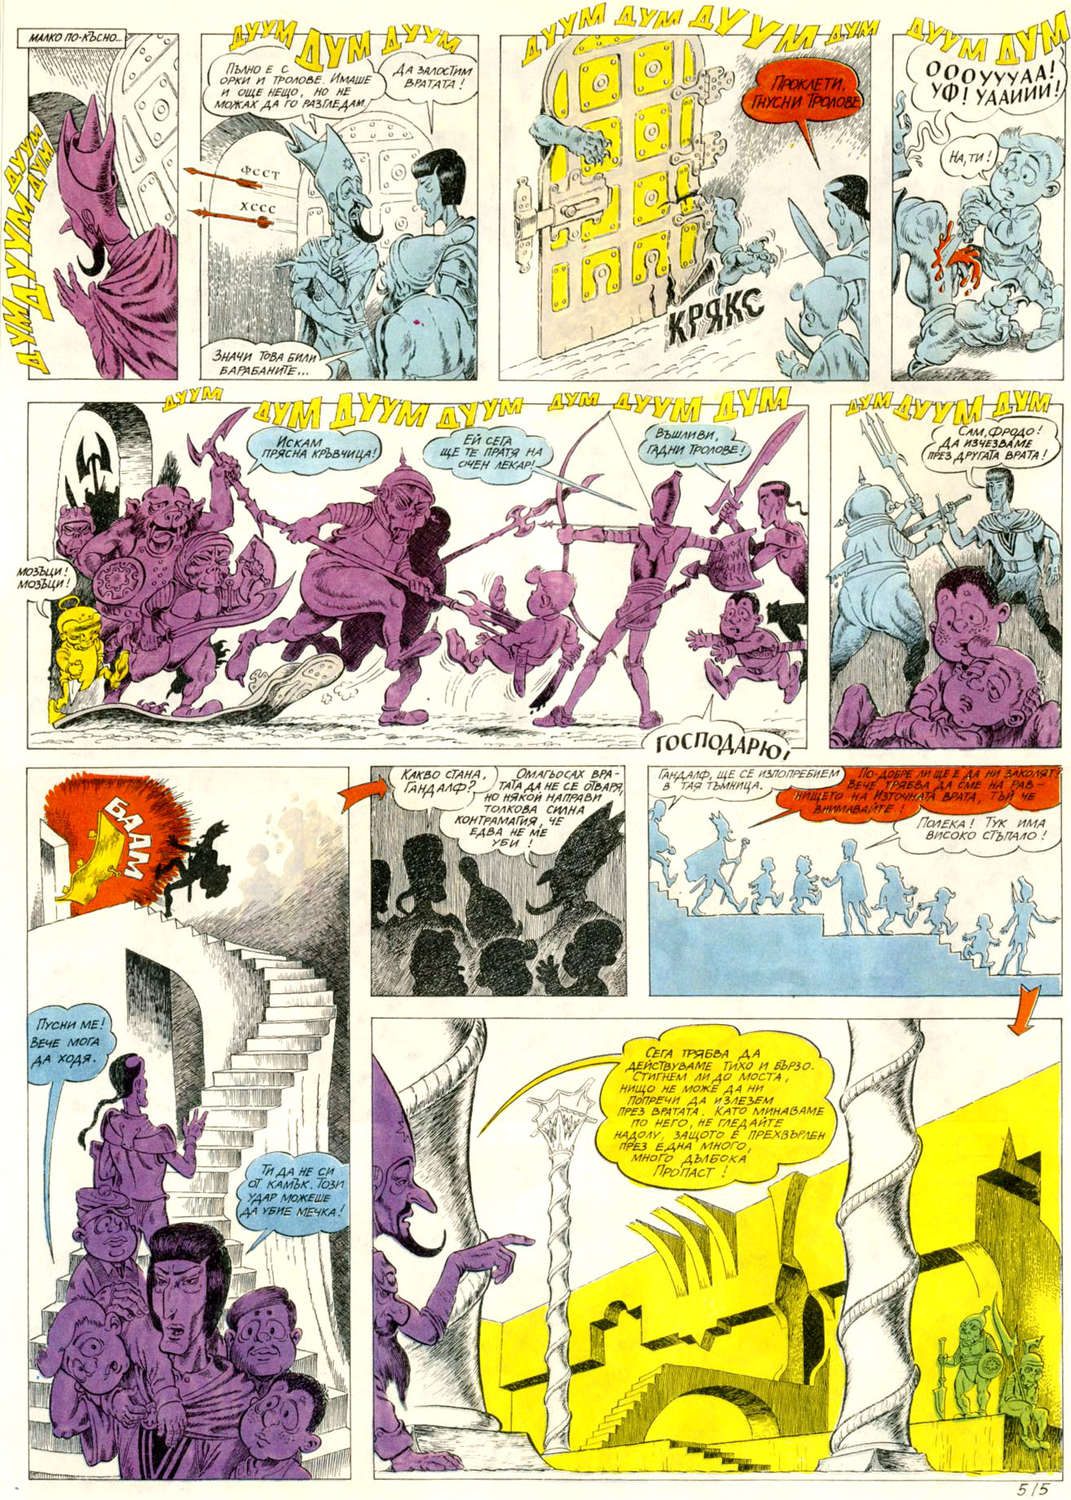 МАЛКО ПО-КЪСНО...
ДУМ ДУУМ ДУМ
ДУУМ
ДУУМ ДУМ ДУУМ
ПЪЛНО Е С
ОРКИ И ТРОЛОВЕ. ИМАШЕ
И ОЩЕ НЕЩО, НО НЕ
МОЖАХ ДА ГО РАЗГЛЕДАМ.
ДА ЗАЛОСТИМ
ВРАТАТА!
ФССТ
ХССС
ЗНАЧИ ТОВА БИЛИ
БАРАБАНИТЕ...
ДУУМ ДУМ ДУУМ ДУМ
ПРОКЛЕТИ,
ГНУСНИ ТРОЛОВЕ
КРЯКС
ДУУМ ДУМ
ОООУУУАА!
УФ! УААИИИ!
НА, ТИ!
ДУУМ
ДУМ ДУУМ ДУУМ ДУМ ДУУМ ДУМ
ИСКАМ
ПРЯСНА КРЪВЧИЦА!
ЕЙ СЕГА
ЩЕ ТЕ ПРАТЯ НА
ОЧЕН ЛЕКАР!
ВЪШЛИВИ,
ГАДНИ ТРОЛОВЕ!
МОЗЪЦИ!
МОЗЪЦИ!
ГОСПОДАРЮ!
ДУМ ДУУМ ДУМ
САМ, ФРОДО!
ДА ИЗЧЕЗВАМЕ
ПРЕЗ ДРУГАТА ВРАТА!
БААМ
ПУСНИ МЕ!
ВЕЧЕ МОГА
ДА ХОДЯ.
ТИ ДА НЕ СИ
ОТ КАМЪК. ТОЗИ
УДАР МОЖЕШЕ
ДА УБИЕ МЕЧКА!
КАКВО СТАНА,
ГАНДАЛФ?
ОМАГЬОСАХ ВРА-
ТАТА ДА НЕ СЕ ОТВАРЯ,
НО НЯКОЙ НАПРАВИ
ТОЛКОВА СИЛНА
КОНТРАМАГИЯ, ЧЕ
ЕДВА НЕ МЕ
УБИ!
ГАНДАЛФ, ЩЕ СЕ ИЗПОТРЕБИЕМ
В ТАЯ ТЪМНИЦА.
ПО-ДОБРЕ ЛИ ЩЕ Е ДА НИ ЗАКОЛЯТ?
ВЕЧЕ ТРЯБВА ДА СМЕ НА РАВ-
НИЩЕТО НА ИЗТОЧНАТА ВРАТА, ТЪЙ ЧЕ
ВНИМАВАЙТЕ!
ПОЛЕКА! ТУК ИМА
ВИСОКО СТЪПАЛО!
СЕГА ТРЯБВА ДА
ДЕЙСТВУВАМЕ ТИХО И БЪРЗО.
СТИГНЕМ ЛИ ДО МОСТА,
НИЩО НЕ МОЖЕ ДА НИ
ПОПРЕЧИ ДА ИЗЛЕЗЕМ
ПРЕЗ ВРАТАТА. КАТО МИНАВАМЕ
ПО НЕГО, НЕ ГЛЕДАЙТЕ
НАДОЛУ, ЗАЩОТО Е ПРЕХВЪРЛЕН
ПРЕЗ ЕДНА МНОГО,
МНОГО ДЪЛБОКА
ПРОПАСТ!
5/5